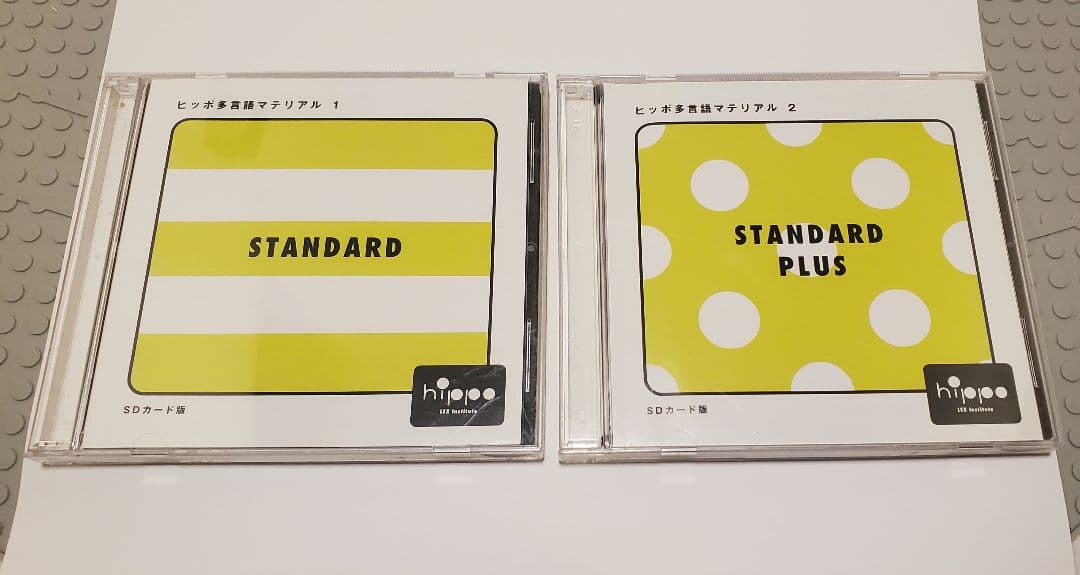 ヒッポ多言語マテリアル 1
STANDARD
SDカード版
hippo
LEX Institute
ヒッポ多言語マテリアル 2
STANDARD
PLUS
SDカード版
hippo
LEX Institute